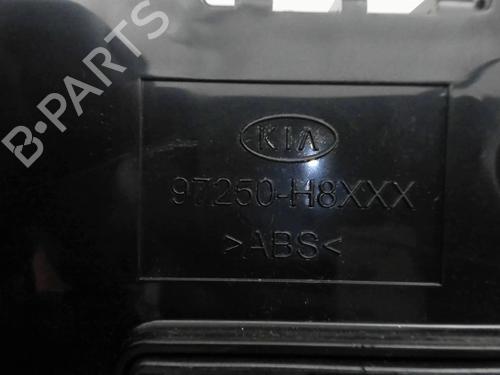 B-PARTS
KIA
97250-H8XXX
>ABS<